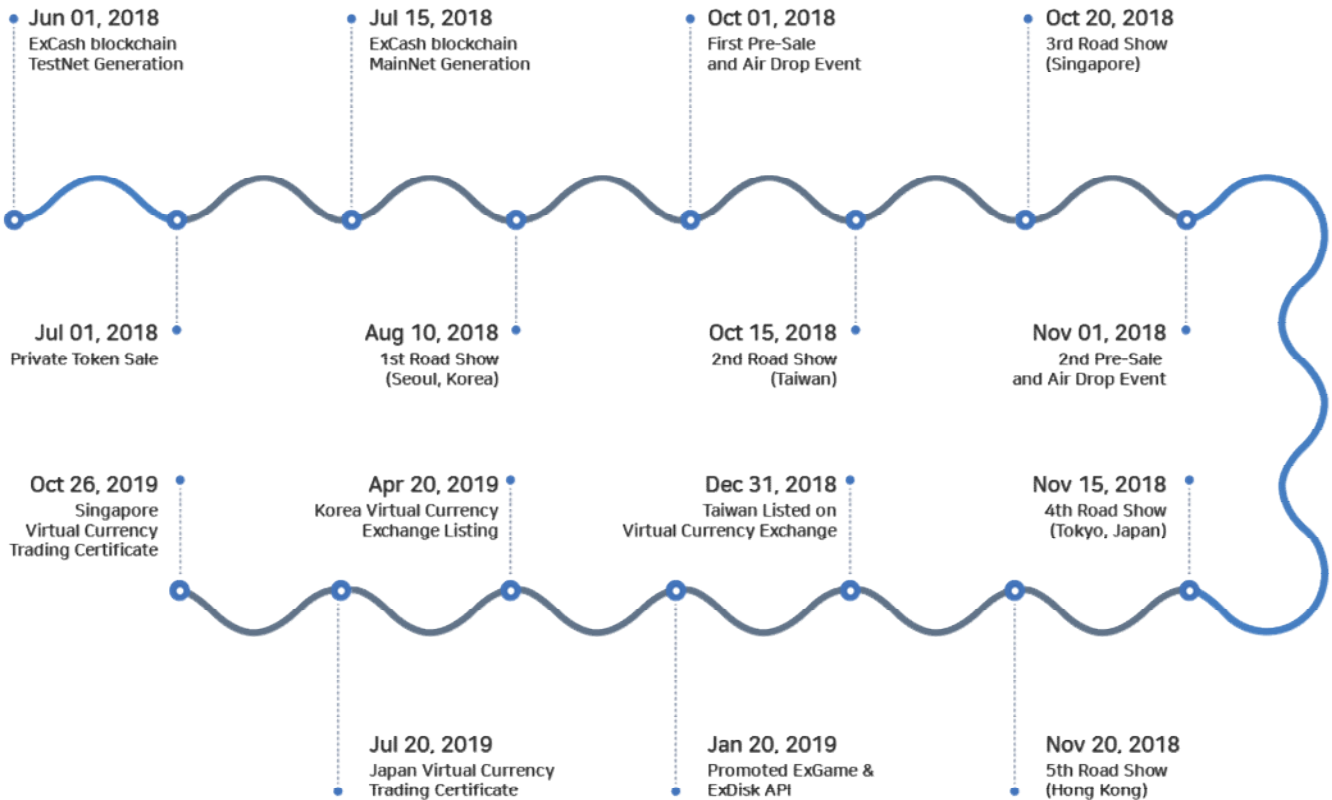 Jun 01, 2018
ExCash blockchain
TestNet Generation
Jul 15, 2018
ExCash blockchain
MainNet Generation
Oct 01, 2018
First Pre-Sale
and Air Drop Event
Oct 20, 2018
3rd Road Show
(Singapore)
Jul 01, 2018
Private Token Sale
Aug 10, 2018
1st Road Show
(Seoul, Korea)
Oct 15, 2018
2nd Road Show
(Taiwan)
Nov 01, 2018
2nd Pre-Sale
and Air Drop Event
Oct 26, 2019
Singapore
Virtual Currency
Trading Certificate
Apr 20, 2019
Korea Virtual Currency
Exchange Listing
Dec 31, 2018
Taiwan Listed on
Virtual Currency Exchange
Nov 15, 2018
4th Road Show
(Tokyo, Japan)
Jul 20, 2019
Japan Virtual Currency
Trading Certificate
Jan 20, 2019
Promoted ExGame &
ExDisk API
Nov 20, 2018
5th Road Show
(Hong Kong)